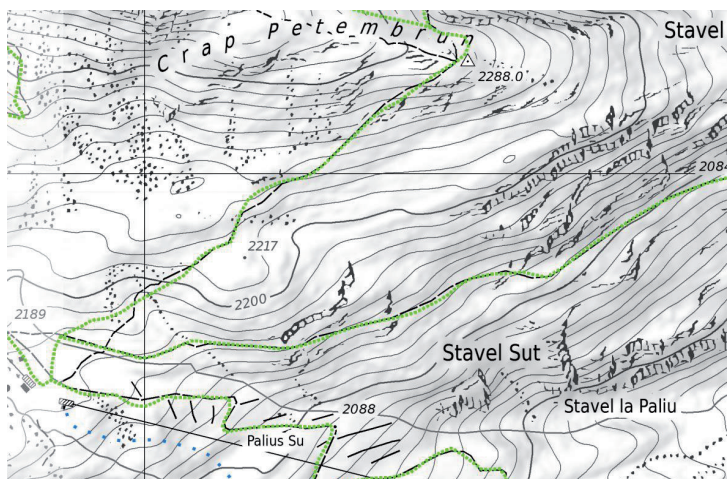 Crap Petembrun
Stavel
2288.0
2084
2217
2200
2189
Stavel Sut
2088
Stavel la Paliu
Palius Su